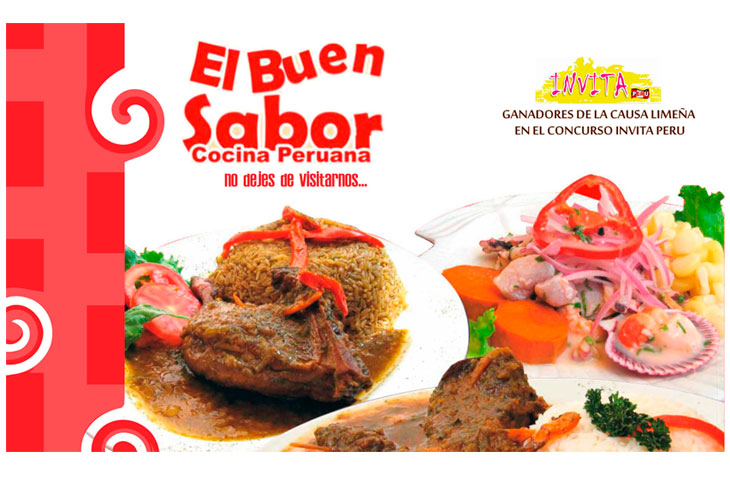 El Buen
Sabor
Cocina Peruana
no dejes de visitarnos...
INVITA
PERU
GANADORES DE LA CAUSA LIMEÑA
EN EL CONCURSO INVITA PERU